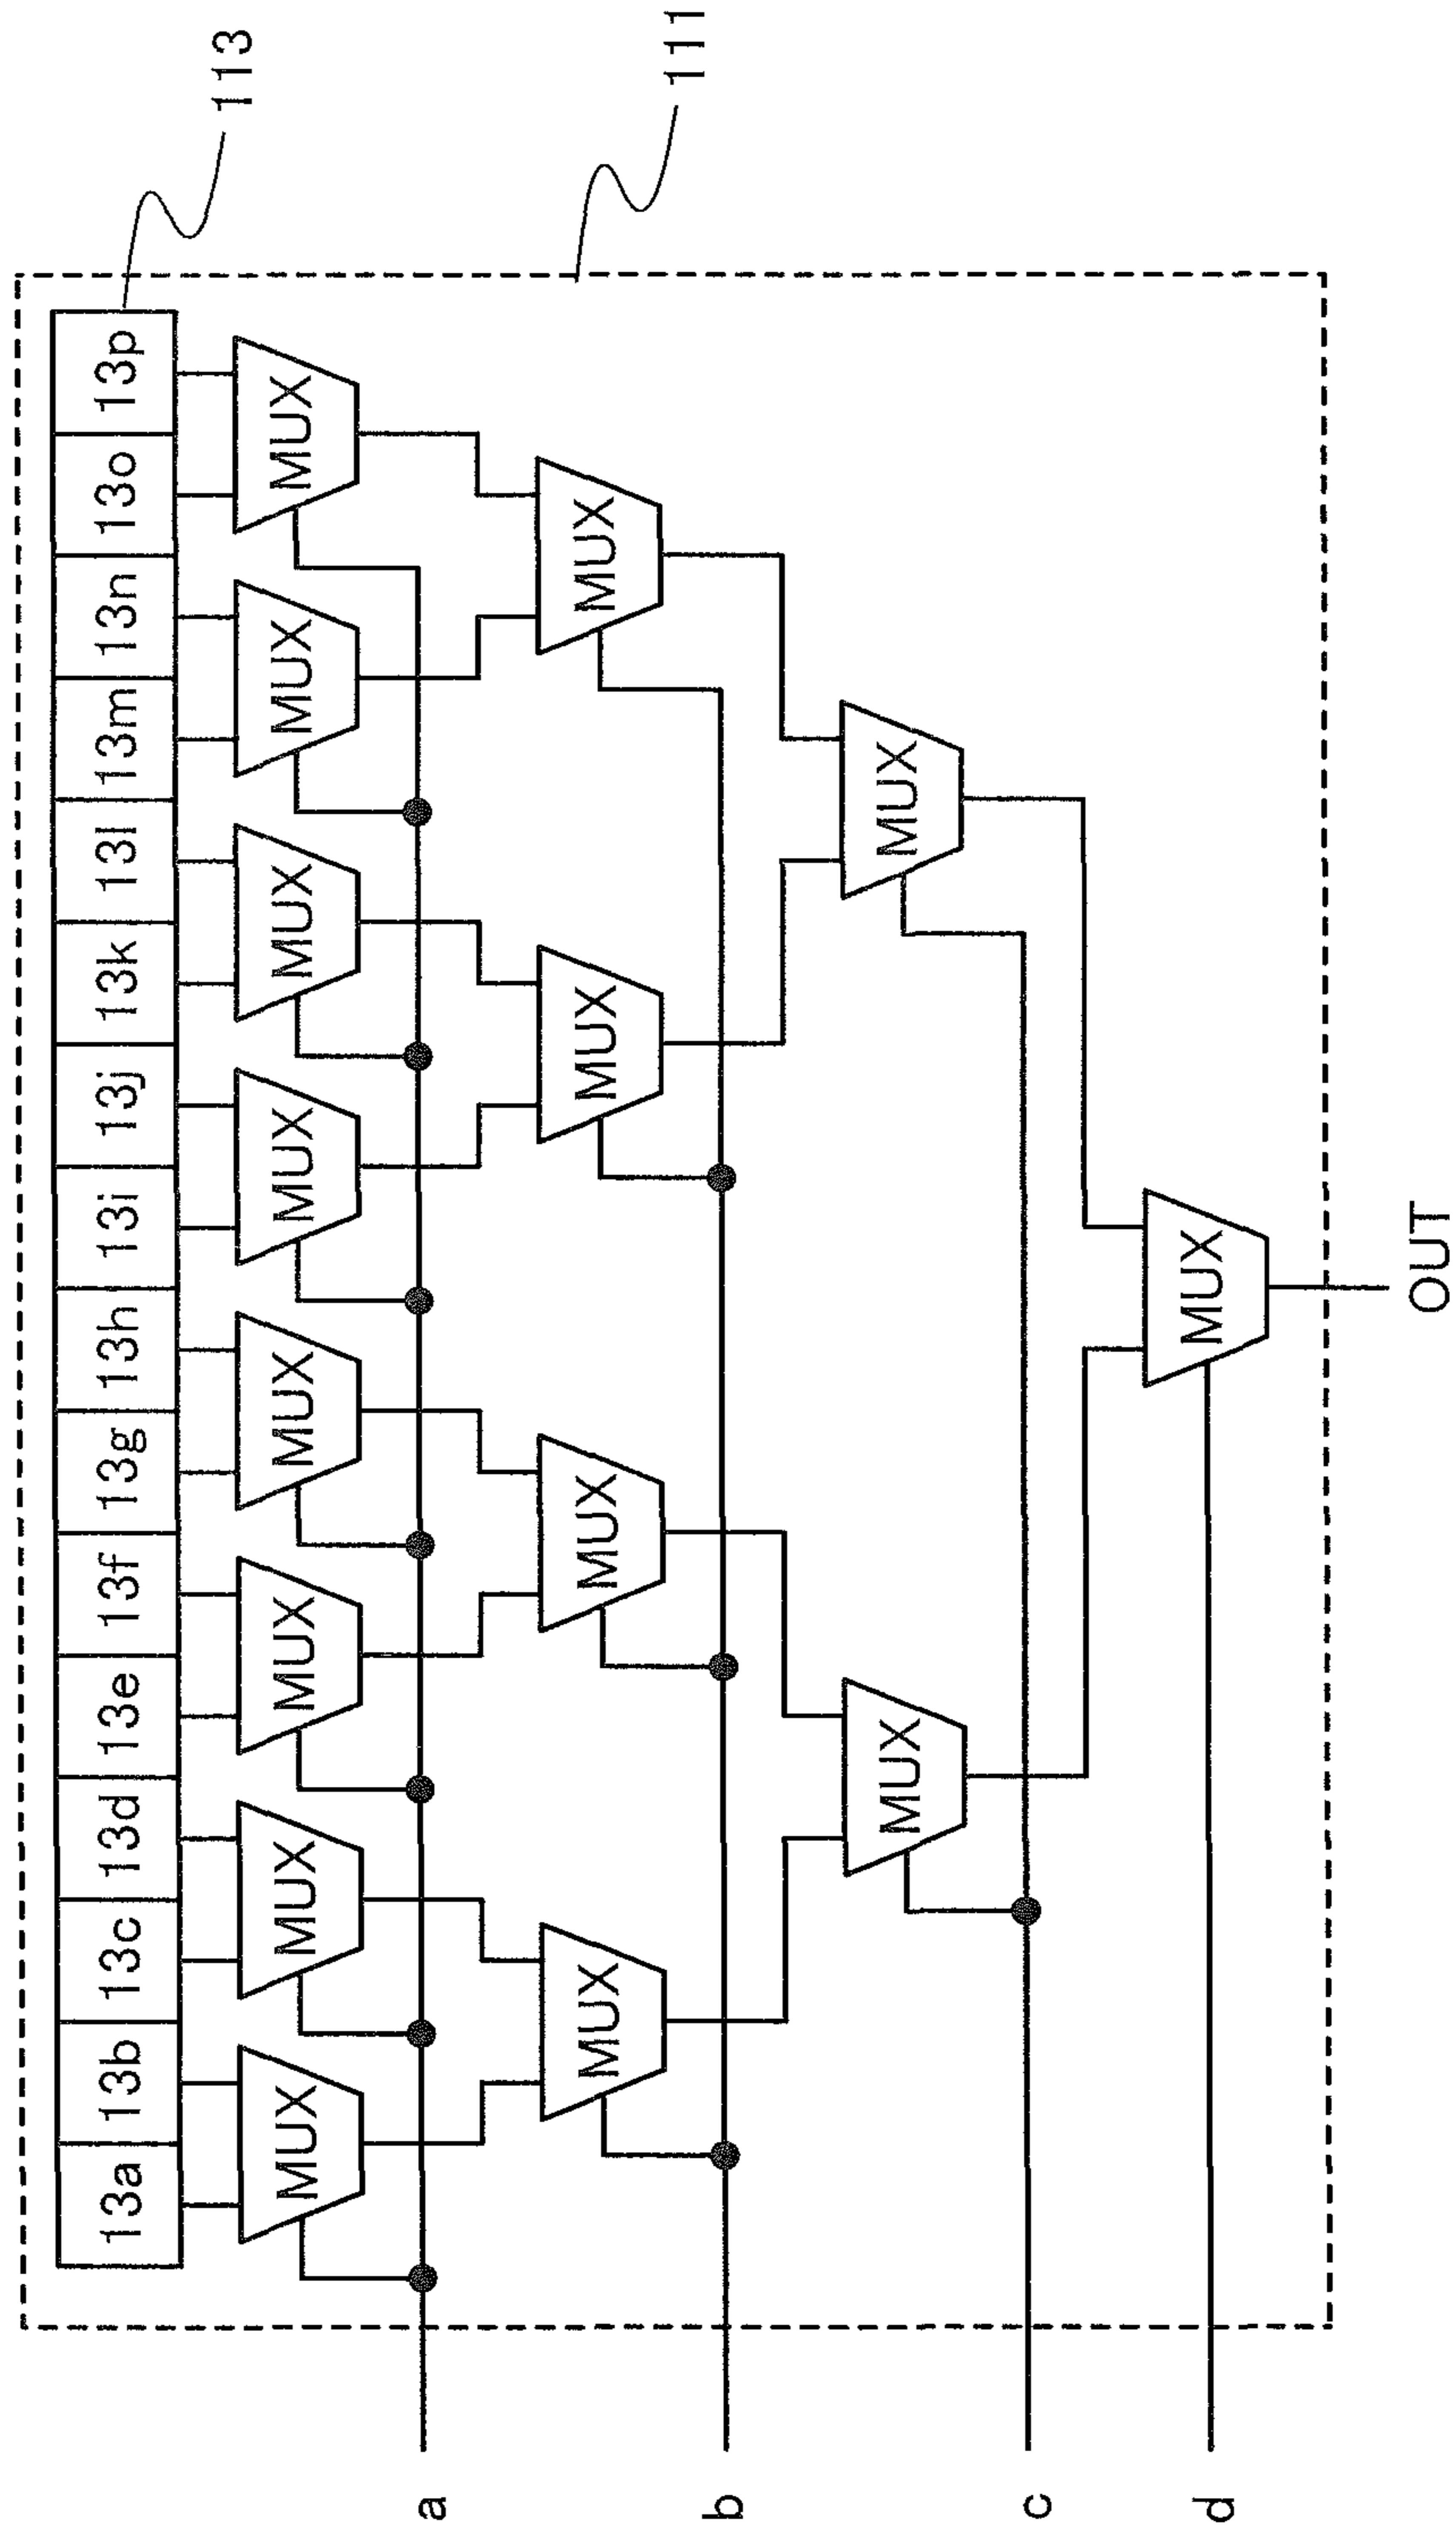 13a 13b 13c 13d 13e 13f 13g 13h 13i 13j 13k 13l 13m 13n 13o 13p
113
MUX MUX MUX MUX MUX MUX MUX MUX
a
MUX MUX MUX MUX
111
b
MUX MUX
c
MUX
d
OUT